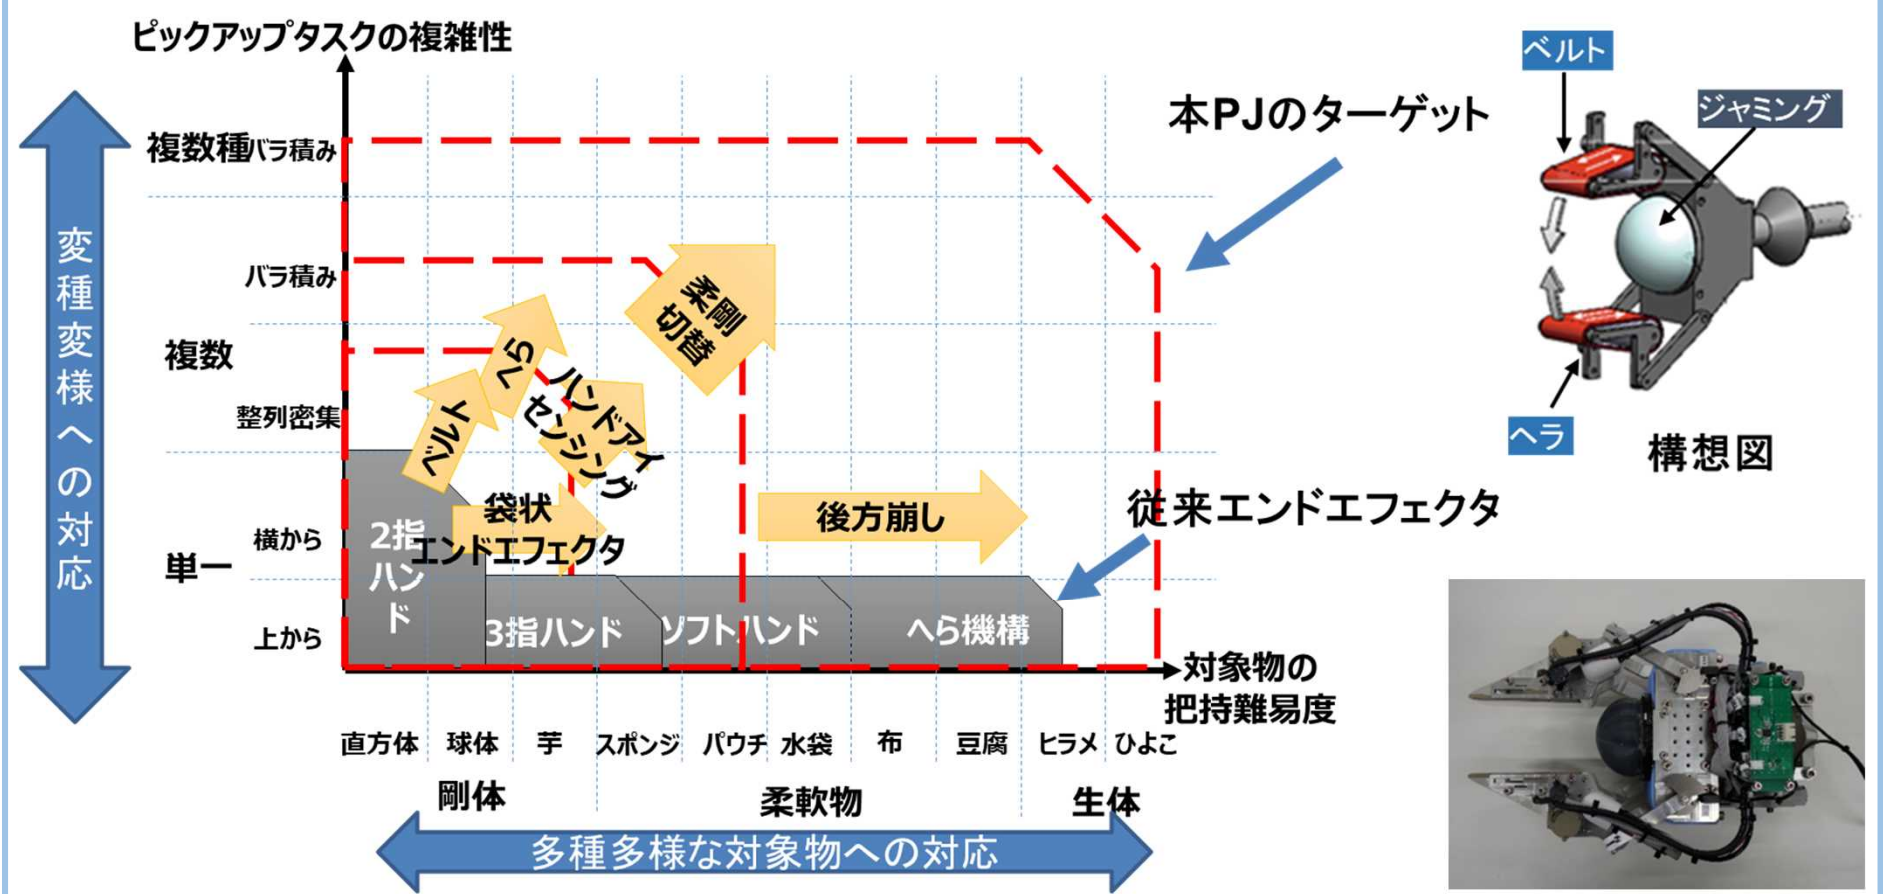 ピックアップタスクの複雑性
変種変様への対応
複数種バラ積み
バラ積み
複数
整列密集
横から
単一
上から
柔剛
切替
へら
ベルト
ハンドアイ
センシング
袋状
エンドエフェクタ
後方崩し
2指
ハン
ド
3指ハンド
ソフトハンド
へら機構
本PJのターゲット
従来エンドエフェクタ
対象物の
把持難易度
直方体 球体 芋 スポンジ パウチ 水袋 布 豆腐 ヒラメ ひよこ
剛体 柔軟物 生体
多種多様な対象物への対応
ベルト
ジャミング
ヘラ
構想図